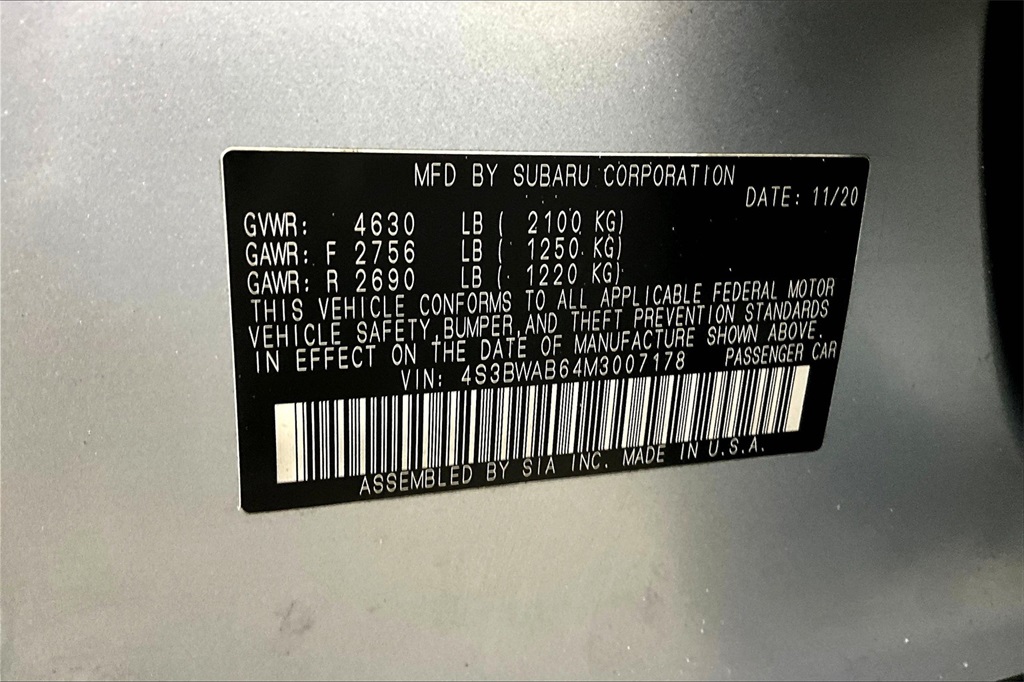 MFD BY SUBARU CORPORATION
DATE: 11/20
GVWR: 4630 LB ( 2100 KG)
GAWR: F 2756 LB ( 1250 KG)
GAWR: R 2690 LB ( 1220 KG)
THIS VEHICLE CONFORMS TO ALL APPLICABLE FEDERAL MOTOR
VEHICLE SAFETY, BUMPER, AND THEFT PREVENTION STANDARDS
IN EFFECT ON THE DATE OF MANUFACTURE SHOWN ABOVE.
VIN: 4S3BWAB64M3007178 PASSENGER CAR
ASSEMBLED BY SIA INC. MADE IN U.S.A.